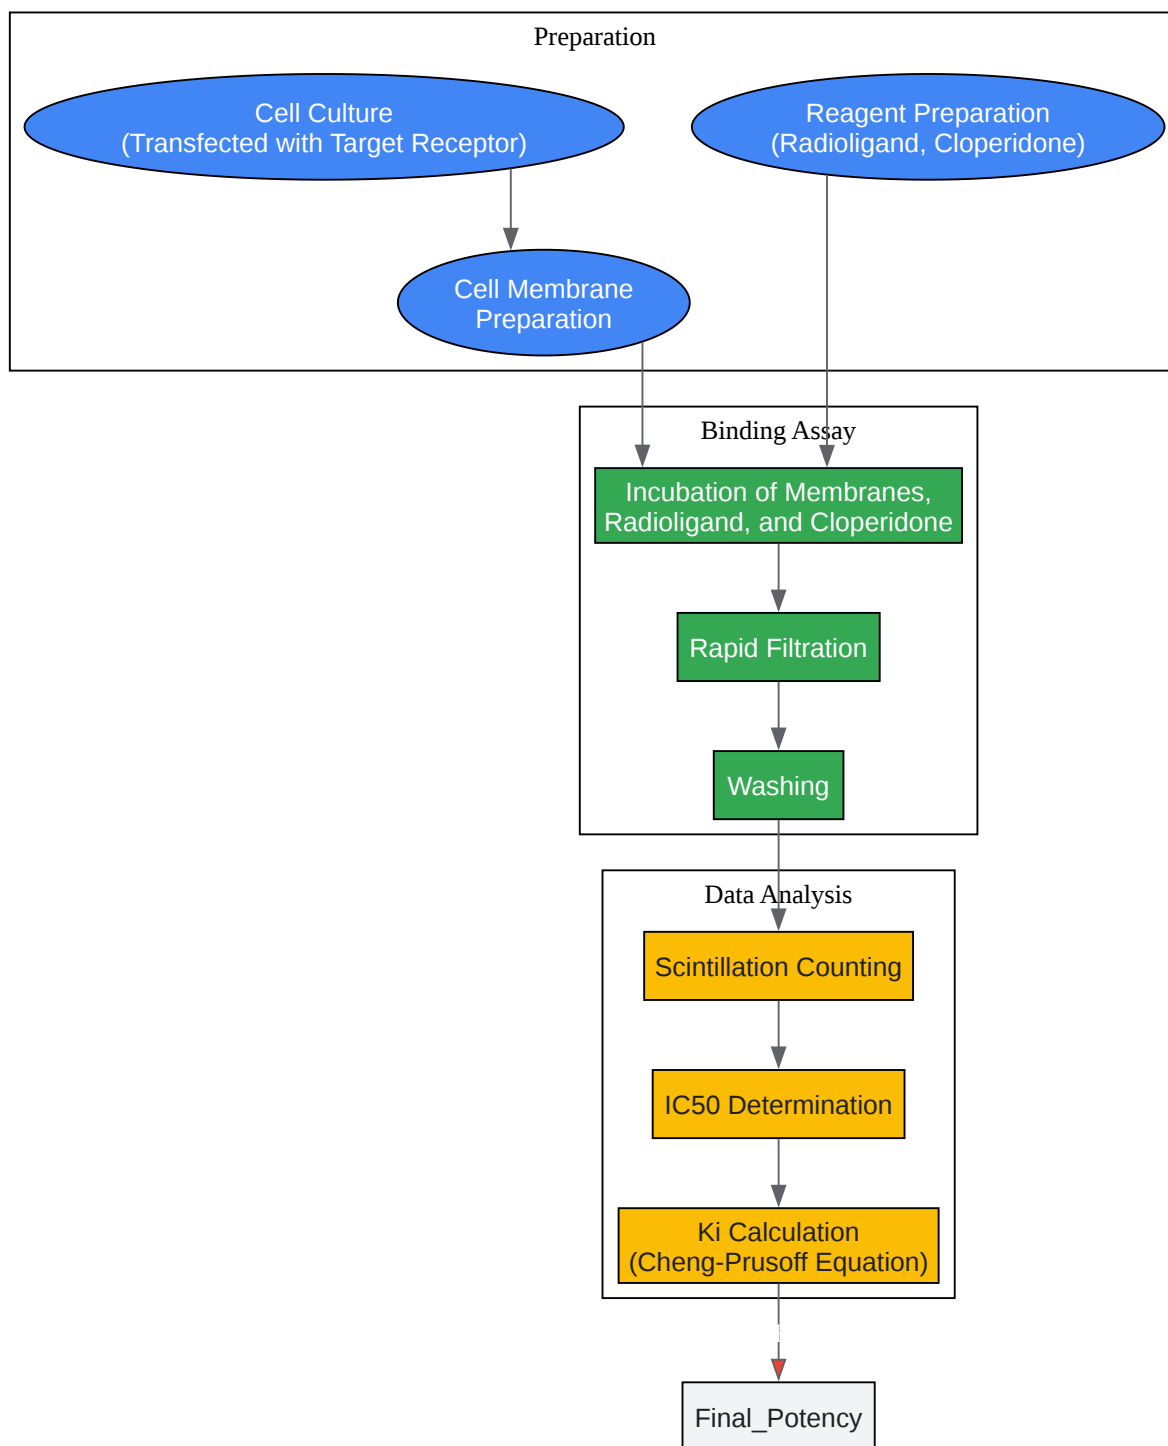 Preparation
Cell Culture
(Transfected with Target Receptor)
Reagent Preparation
(Radioligand, Cloperidone)
Cell Membrane
Preparation
Binding Assay
Incubation of Membranes,
Radioligand, and Cloperidone
Rapid Filtration
Washing
Data Analysis
Scintillation Counting
IC50 Determination
Ki Calculation
(Cheng-Prusoff Equation)
Final_Potency